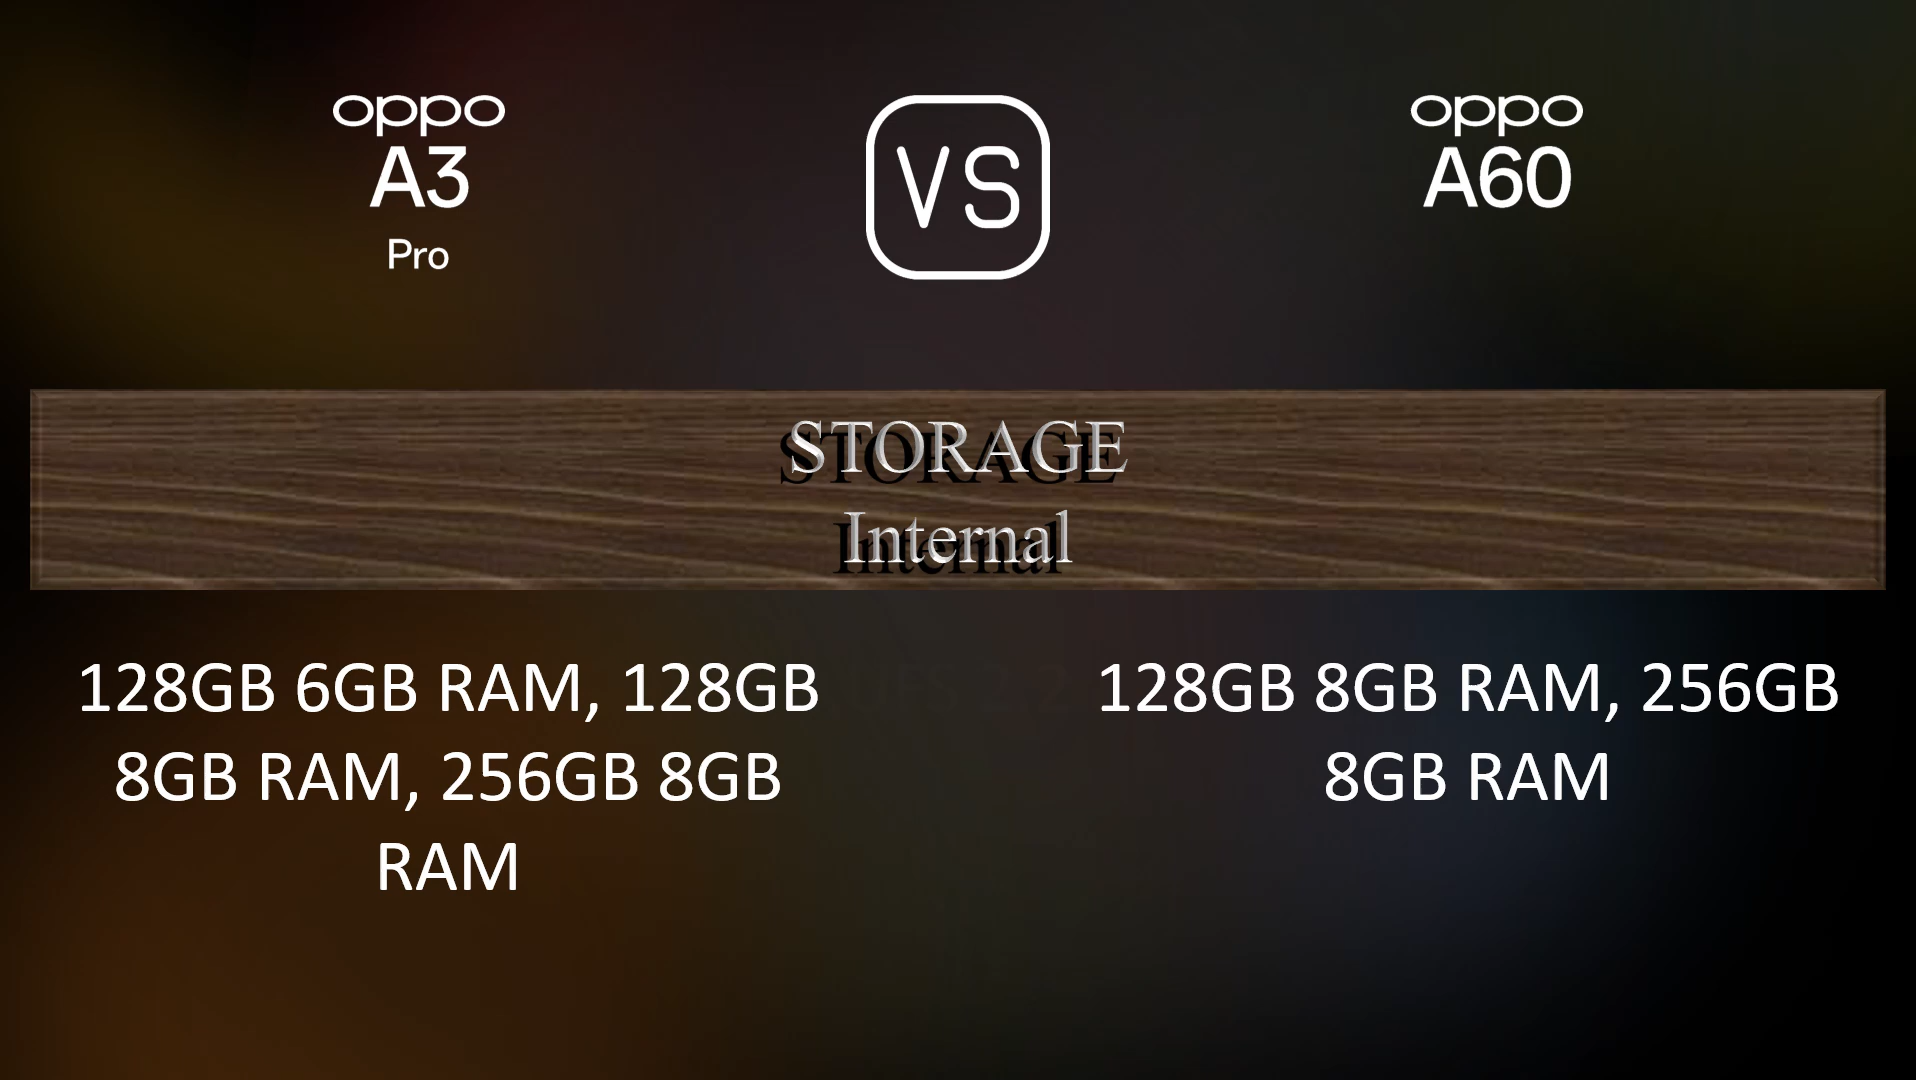 oppo
A3
Pro
VS
oppo
A60
STORAGE
Internal
128GB 6GB RAM, 128GB
8GB RAM, 256GB 8GB
RAM
128GB 8GB RAM, 256GB
8GB RAM